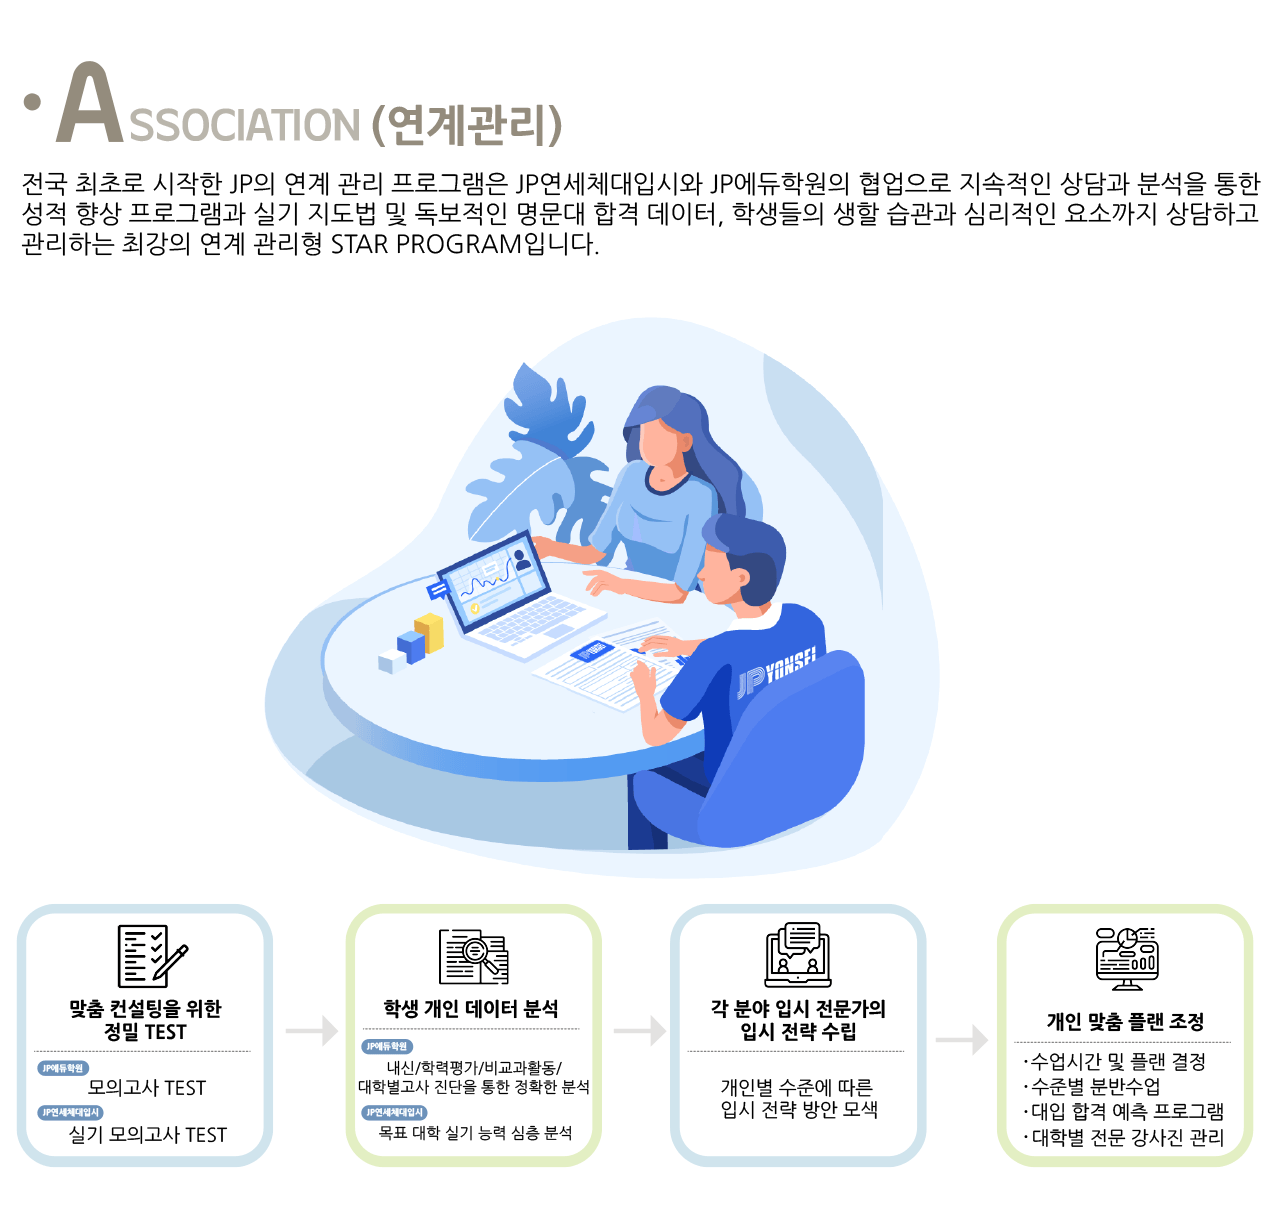 · ASSOCIATION (연계관리)
전국 최초로 시작한 JP의 연계 관리 프로그램은 JP연세체대입시와 JP에듀학원의 협업으로 지속적인 상담과 분석을 통한
성적 향상 프로그램과 실기 지도법 및 독보적인 명문대 합격 데이터, 학생들의 생활 습관과 심리적인 요소까지 상담하고
관리하는 최강의 연계 관리형 STAR PROGRAM입니다.
JP YONSEI
맞춤 컨설팅을 위한
정밀 TEST
JP에듀학원
모의고사 TEST
JP연세체대입시
실기 모의고사 TEST
학생 개인 데이터 분석
JP에듀학원
내신/학력평가/비교과활동/
대학별고사 진단을 통한 정확한 분석
JP연세체대입시
목표 대학 실기 능력 심층 분석
각 분야 입시 전문가의
입시 전략 수립
개인별 수준에 따른
입시 전략 방안 모색
개인 맞춤 플랜 조정
·수업시간 및 플랜 결정
·수준별 분반수업
·대입 합격 예측 프로그램
·대학별 전문 강사진 관리